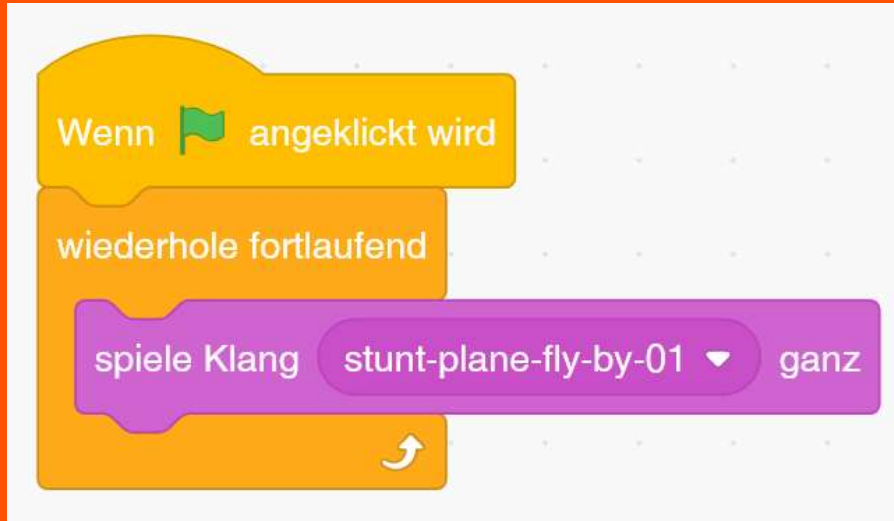 Wenn angeklickt wird
wiederhole fortlaufend
spiele Klang stunt-plane-fly-by-01 ganz